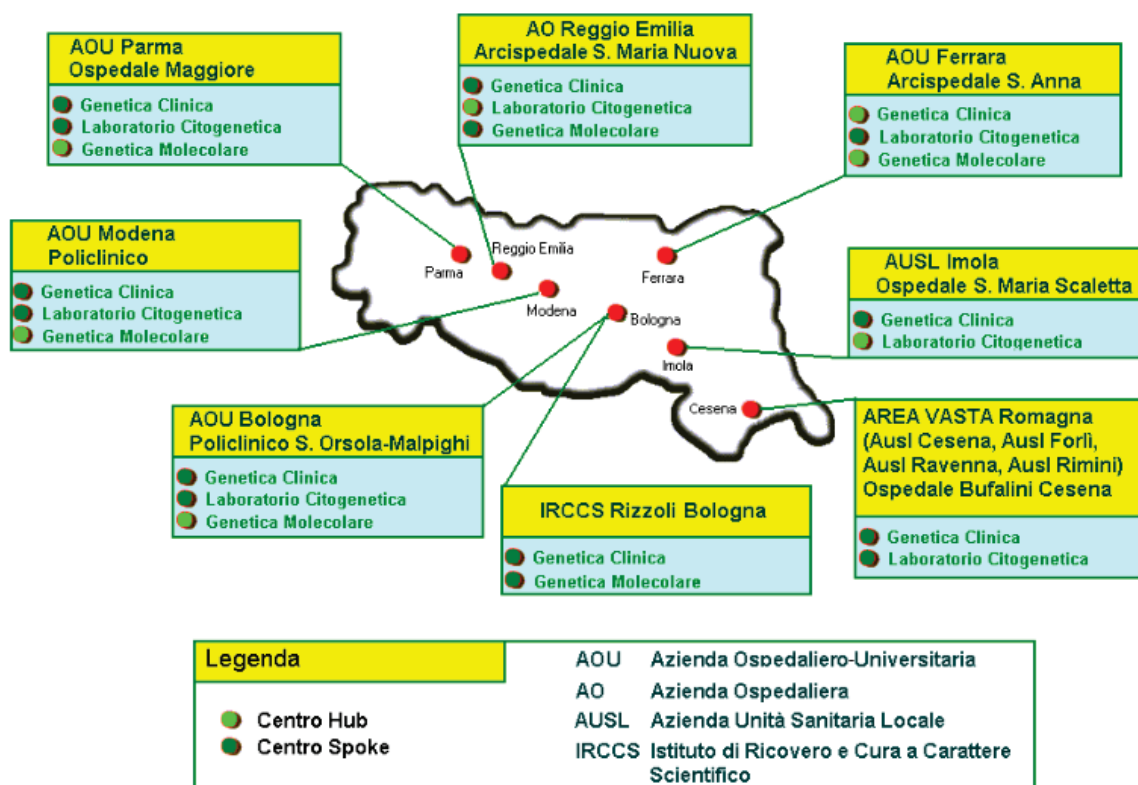 AOU Parma
Ospedale Maggiore
Genetica Clinica
Laboratorio Citogenetica
Genetica Molecolare
AO Reggio Emilia
Arcispedale S. Maria Nuova
Genetica Clinica
Laboratorio Citogenetica
Genetica Molecolare
AOU Ferrara
Arcispedale S. Anna
Genetica Clinica
Laboratorio Citogenetica
Genetica Molecolare
AOU Modena
Policlinico
Genetica Clinica
Laboratorio Citogenetica
Genetica Molecolare
Parma
Reggio Emilia
Modena
Ferrara
Bologna
Imola
Cesena
AUSL Imola
Ospedale S. Maria Scaletta
Genetica Clinica
Laboratorio Citogenetica
AOU Bologna
Policlinico S. Orsola-Malpighi
Genetica Clinica
Laboratorio Citogenetica
Genetica Molecolare
IRCCS Rizzoli Bologna
Genetica Clinica
Genetica Molecolare
AREA VASTA Romagna
(Ausl Cesena, Ausl Forlì,
Ausl Ravenna, Ausl Rimini)
Ospedale Bufalini Cesena
Genetica Clinica
Laboratorio Citogenetica
Legenda
Centro Hub
Centro Spoke
AOU Azienda Ospedaliero-Universitaria
AO Azienda Ospedaliera
AUSL Azienda Unità Sanitaria Locale
IRCCS Istituto di Ricovero e Cura a Carattere
Scientifico